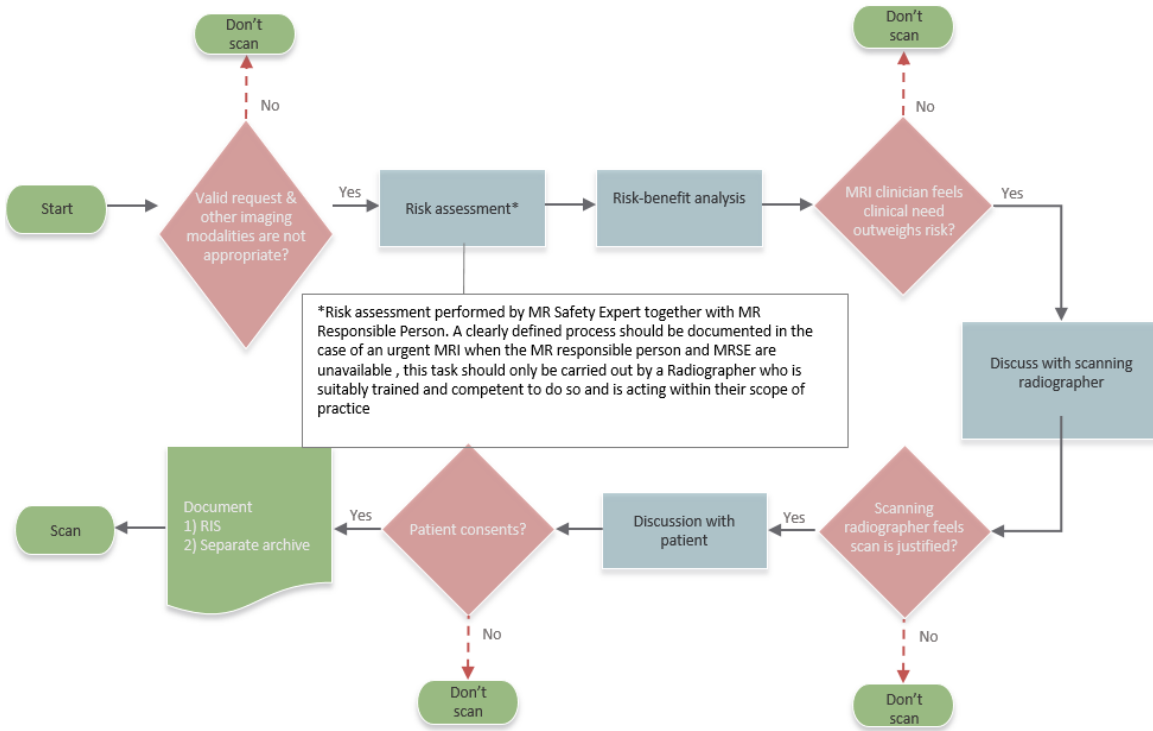 Don't
scan
No
Don't
scan
No
Start
Valid request &
other imaging
modalities are not
appropriate?
Yes
Risk assessment*
Risk-benefit analysis
MRI clinician feels
clinical need
outweighs risk?
Yes
*Risk assessment performed by MR Safety Expert together with MR
Responsible Person. A clearly defined process should be documented in the
case of an urgent MRI when the MR responsible person and MRSE are
unavailable , this task should only be carried out by a Radiographer who is
suitably trained and competent to do so and is acting within their scope of
practice
Discuss with scanning
radiographer
Scanning
radiographer feels
scan is justified?
Yes
No
Don't
scan
Discussion with
patient
Patient consents?
Yes
No
Don't
scan
Document
1) RIS
2) Separate archive
Scan